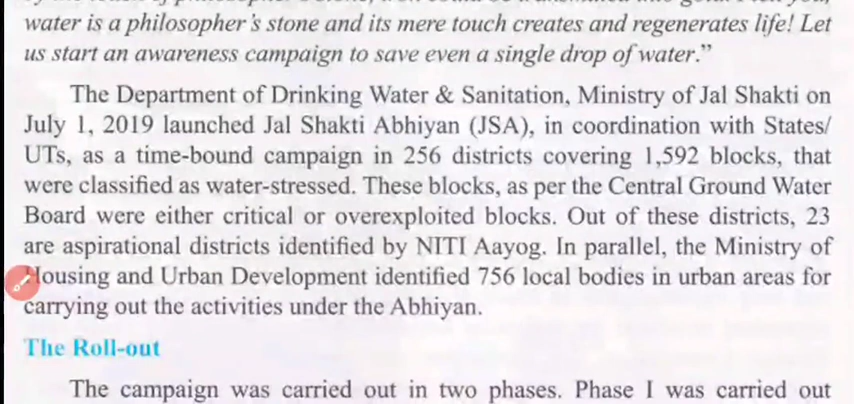 water is a philosopher's stone and its mere touch creates and regenerates life! Let
us start an awareness campaign to save even a single drop of water."
The Department of Drinking Water & Sanitation, Ministry of Jal Shakti on
July 1, 2019 launched Jal Shakti Abhiyan (JSA), in coordination with States/
UTs, as a time-bound campaign in 256 districts covering 1,592 blocks, that
were classified as water-stressed. These blocks, as per the Central Ground Water
Board were either critical or overexploited blocks. Out of these districts, 23
are aspirational districts identified by NITI Aayog. In parallel, the Ministry of
Housing and Urban Development identified 756 local bodies in urban areas for
carrying out the activities under the Abhiyan.
The Roll-out
The campaign was carried out in two phases. Phase I was carried out